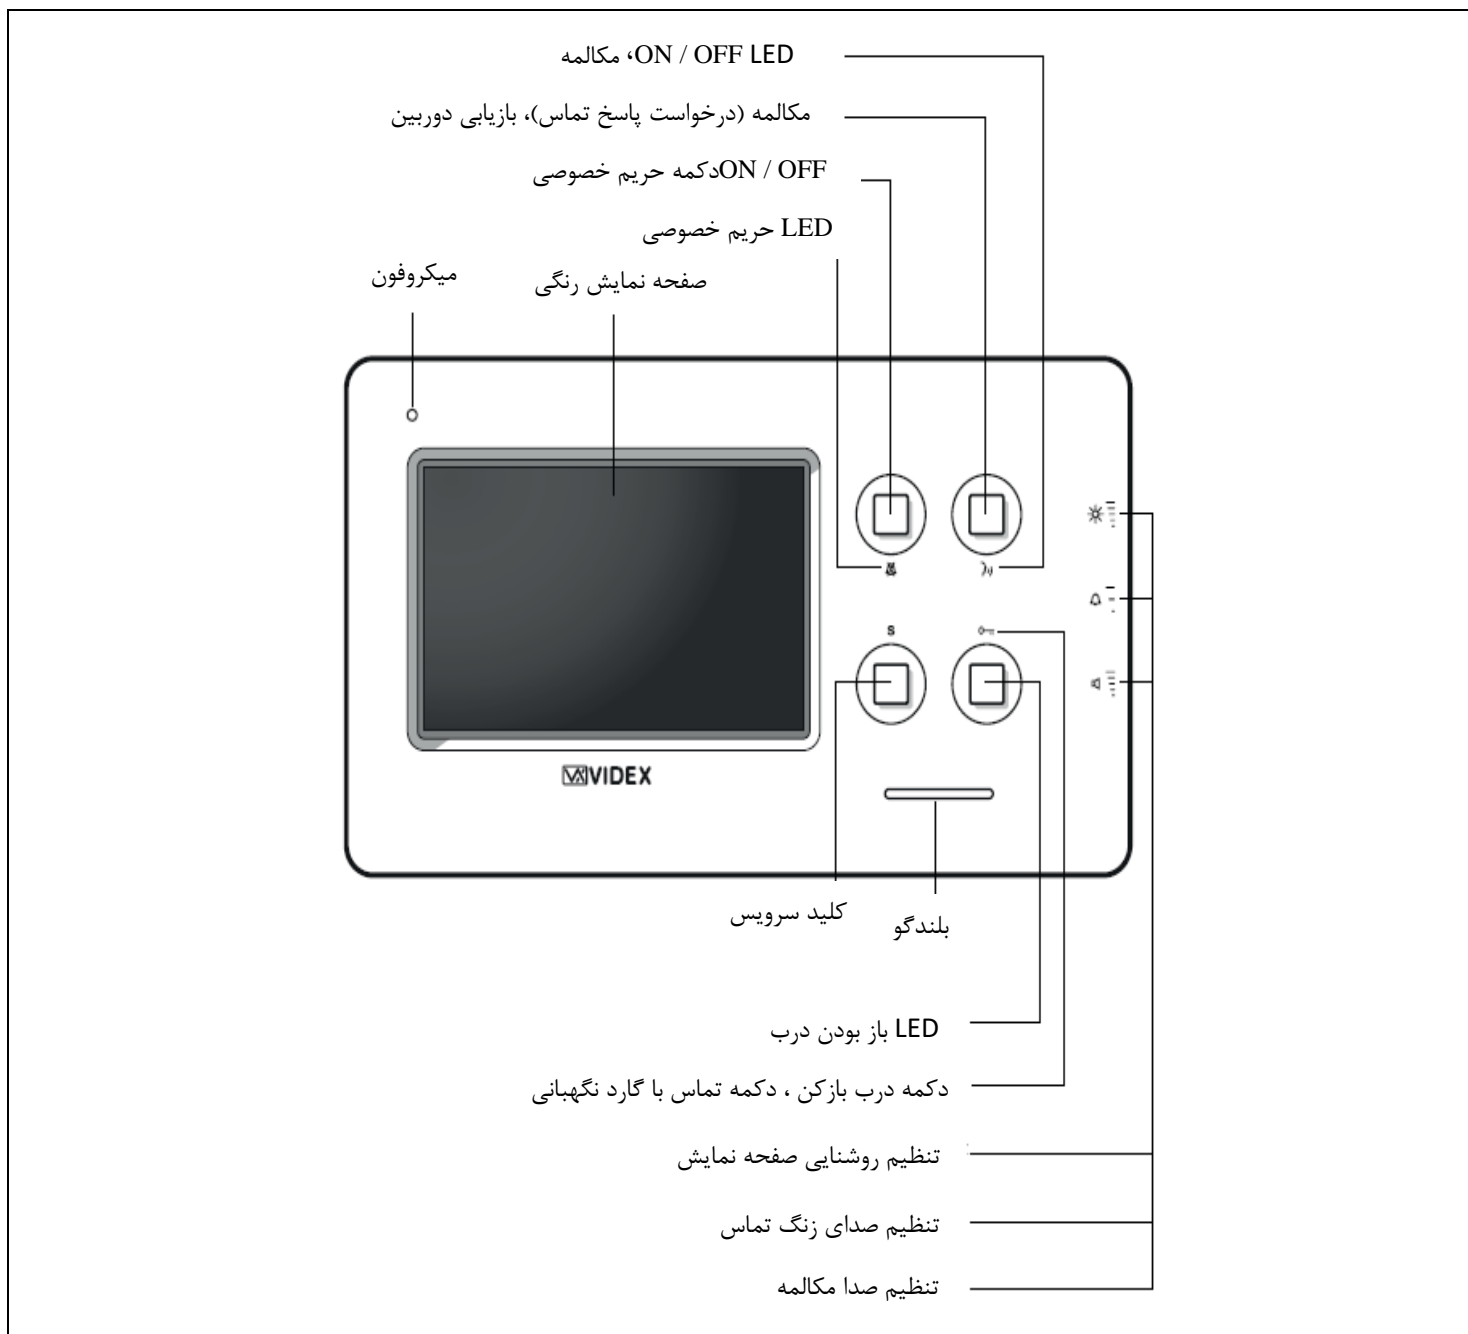 ON / OFF LED، مکالمه
مکالمه (درخواست پاسخ تماس)، بازیابی دوربین
ON / OFFدکمه حریم خصوصی
LED حریم خصوصی
صفحه نمایش رنگی
میکروفون
S
VIDEX
کلید سرویس
بلندگو
LED باز بودن درب
دکمه درب بازکن ، دکمه تماس با گارد نگهبانی
تنظیم روشنایی صفحه نمایش
تنظیم صدای زنگ تماس
تنظیم صدا مکالمه